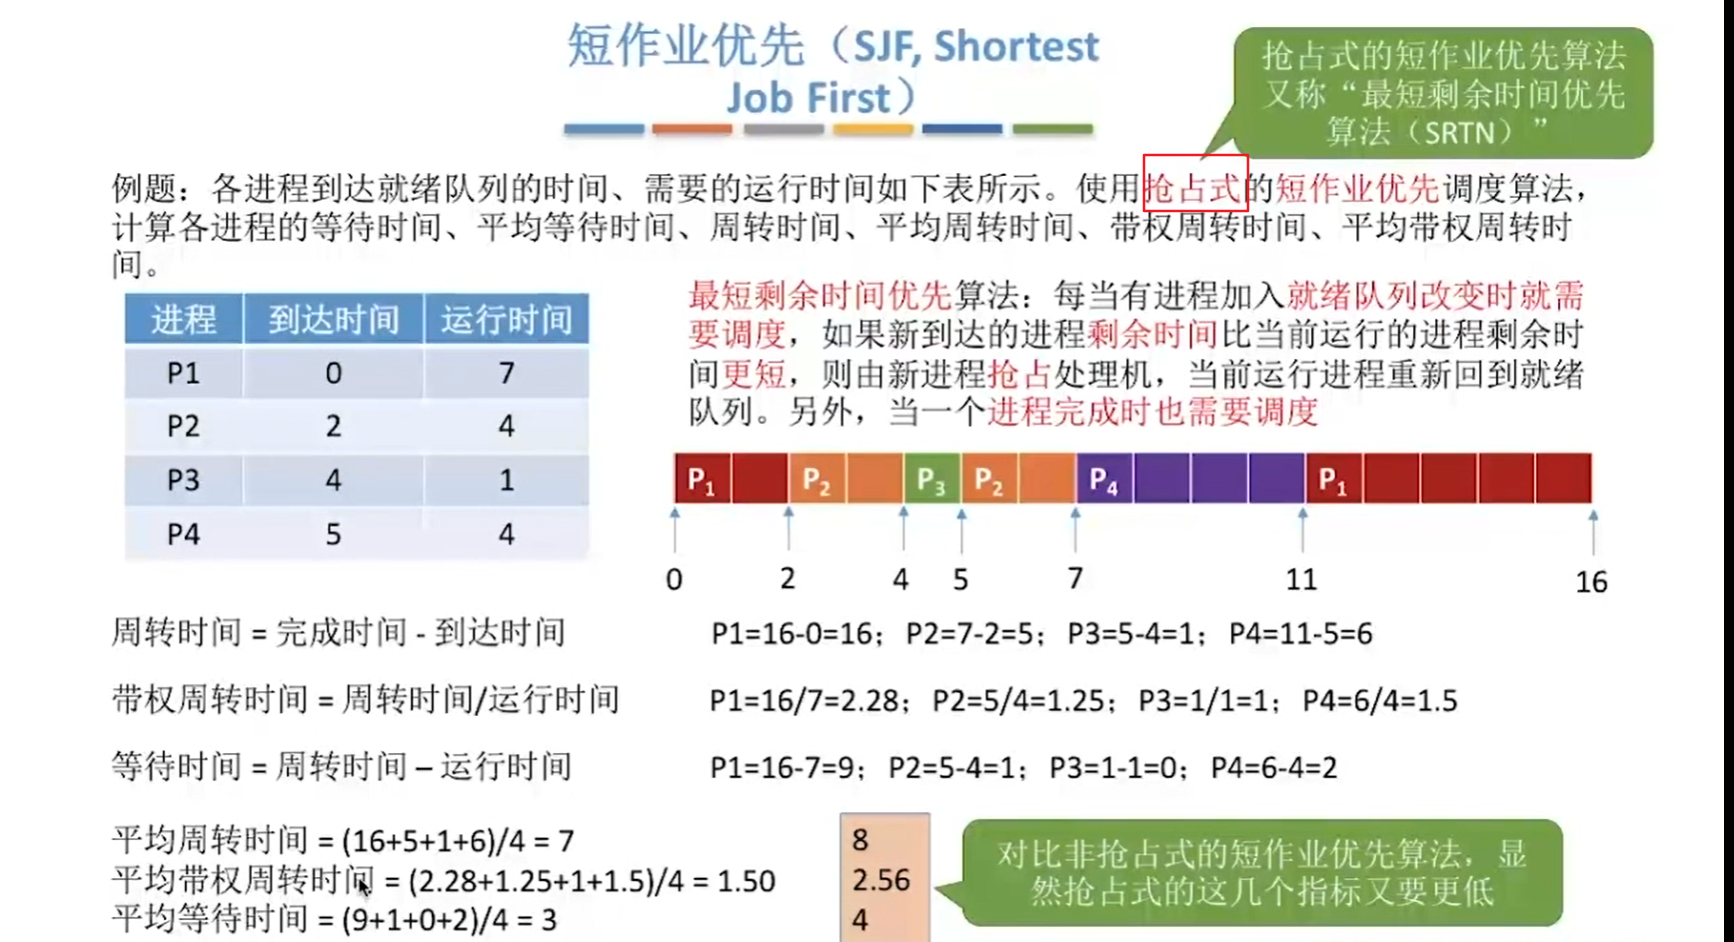 短作业优先（SJF, Shortest
Job First）
抢占式的短作业优先算法
又称“最短剩余时间优先
算法（SRTN）”
例题：各进程到达就绪队列的时间、需要的运行时间如下表所示。使用抢占式的短作业优先调度算法，
计算各进程的等待时间、平均等待时间、周转时间、平均周转时间、带权周转时间、平均带权周转时
间。
进程 到达时间 运行时间
P1 0 7
P2 2 4
P3 4 1
P4 5 4
最短剩余时间优先算法：每当有进程加入就绪队列改变时就需
要调度，如果新到达的进程剩余时间比当前运行的进程剩余时
间更短，则由新进程抢占处理机，当前运行进程重新回到就绪
队列。另外，当一个进程完成时也需要调度
P1 P2 P3 P2 P4 P1
0 2 4 5 7 11 16
周转时间 = 完成时间 - 到达时间 P1=16-0=16；P2=7-2=5；P3=5-4=1；P4=11-5=6
带权周转时间 = 周转时间/运行时间 P1=16/7=2.28；P2=5/4=1.25；P3=1/1=1；P4=6/4=1.5
等待时间 = 周转时间 – 运行时间 P1=16-7=9；P2=5-4=1；P3=1-1=0；P4=6-4=2
平均周转时间 = (16+5+1+6)/4 = 7
平均带权周转时间 = (2.28+1.25+1+1.5)/4 = 1.50
平均等待时间 = (9+1+0+2)/4 = 3
8
2.56
4
对比非抢占式的短作业优先算法，显
然抢占式的这几个指标又要更低